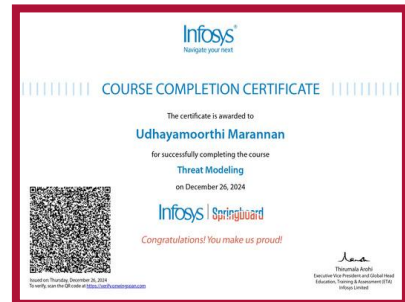 Infosys®
Navigate your next
COURSE COMPLETION CERTIFICATE
The certificate is awarded to
Udhayamoorthi Marannan
for successfully completing the course
Threat Modeling
on December 26, 2024
Infosys | Springboard
Congratulations! You make us proud!
Thirumala Arohi
Executive Vice President and Global Head
Education, Training & Assessment (ETA)
Infosys Limited
Issued on: Thursday, December 26, 2024
To verify, scan the QR code at